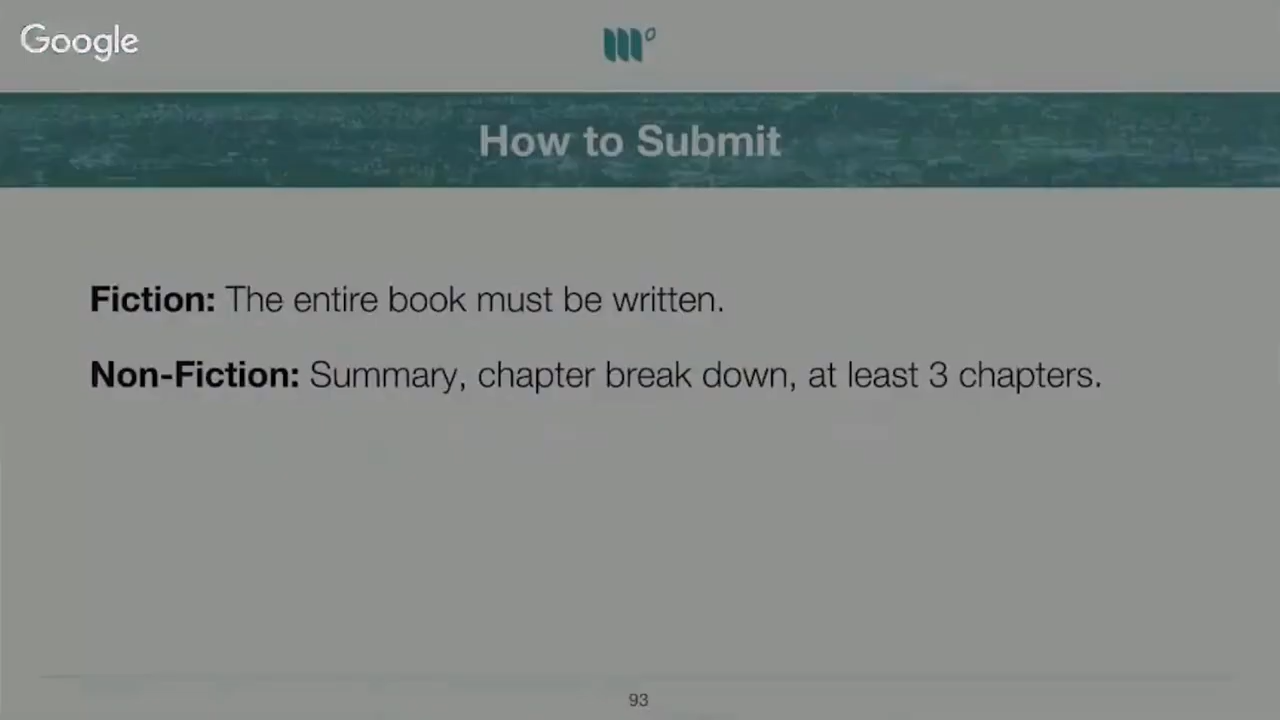 Google
How to Submit
Fiction: The entire book must be written.
Non-Fiction: Summary, chapter break down, at least 3 chapters.
93